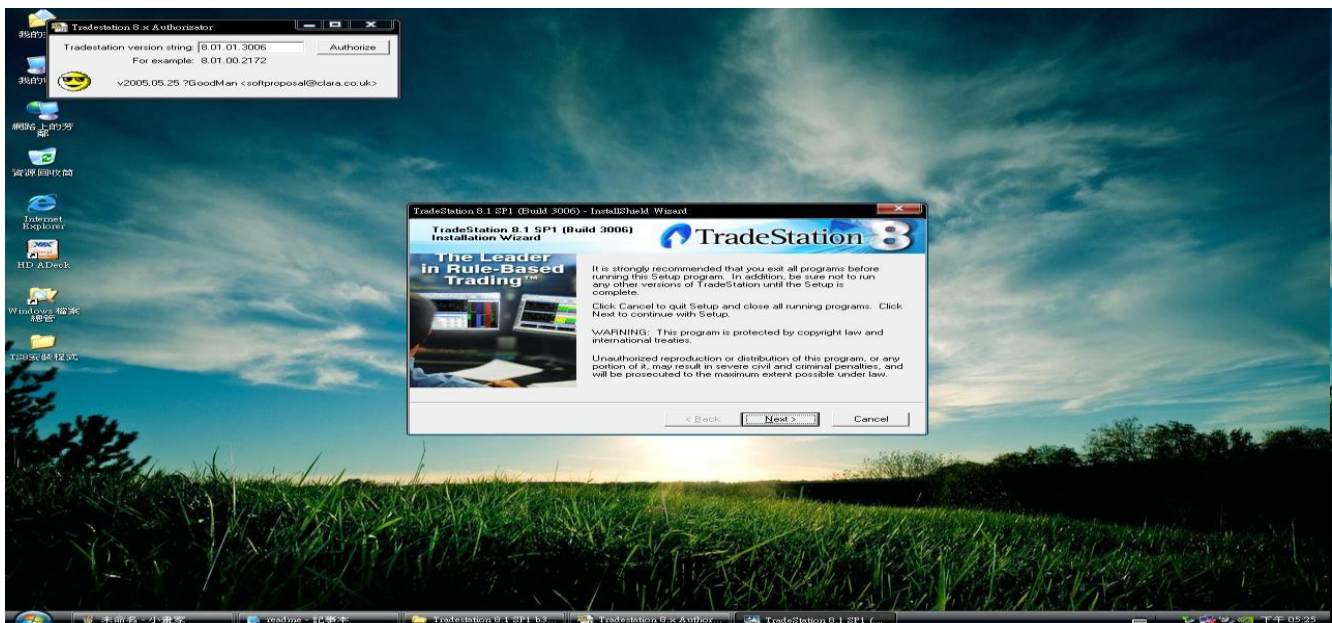 Tradestation 8.x Authorizator
Tradestation version string: 8.01.01.3006 Authorize
For example: 8.01.00.2172
v2005.05.25 ?GoodMan <softproposal@clara.co.uk>
網路上的芳
鄰
資源回收筒
Internet
Explorer
HD ADeck
Windows 檔案
總管
TS8安裝程式
TradeStation 8.1 SP1 (Build 3006) - InstallShield Wizard
TradeStation 8.1 SP1 (Build 3006)
Installation Wizard
TradeStation 8
The Leader
in Rule-Based
Trading™
It is strongly recommended that you exit all programs before
running this Setup program. In addition, be sure not to run
any other versions of TradeStation until the Setup is
complete.
Click Cancel to quit Setup and close all running programs. Click
Next to continue with Setup.
WARNING: This program is protected by copyright law and
international treaties.
Unauthorized reproduction or distribution of this program, or any
portion of it, may result in severe civil and criminal penalties, and
will be prosecuted to the maximum extent possible under law.
< Back Next > Cancel
未命名 - 小畫家 readme - 記事本 Tradestation 8.1 SP1 b3... Tradestation 8.x Author... TradeStation 8.1 SP1 (... 下午 05:25